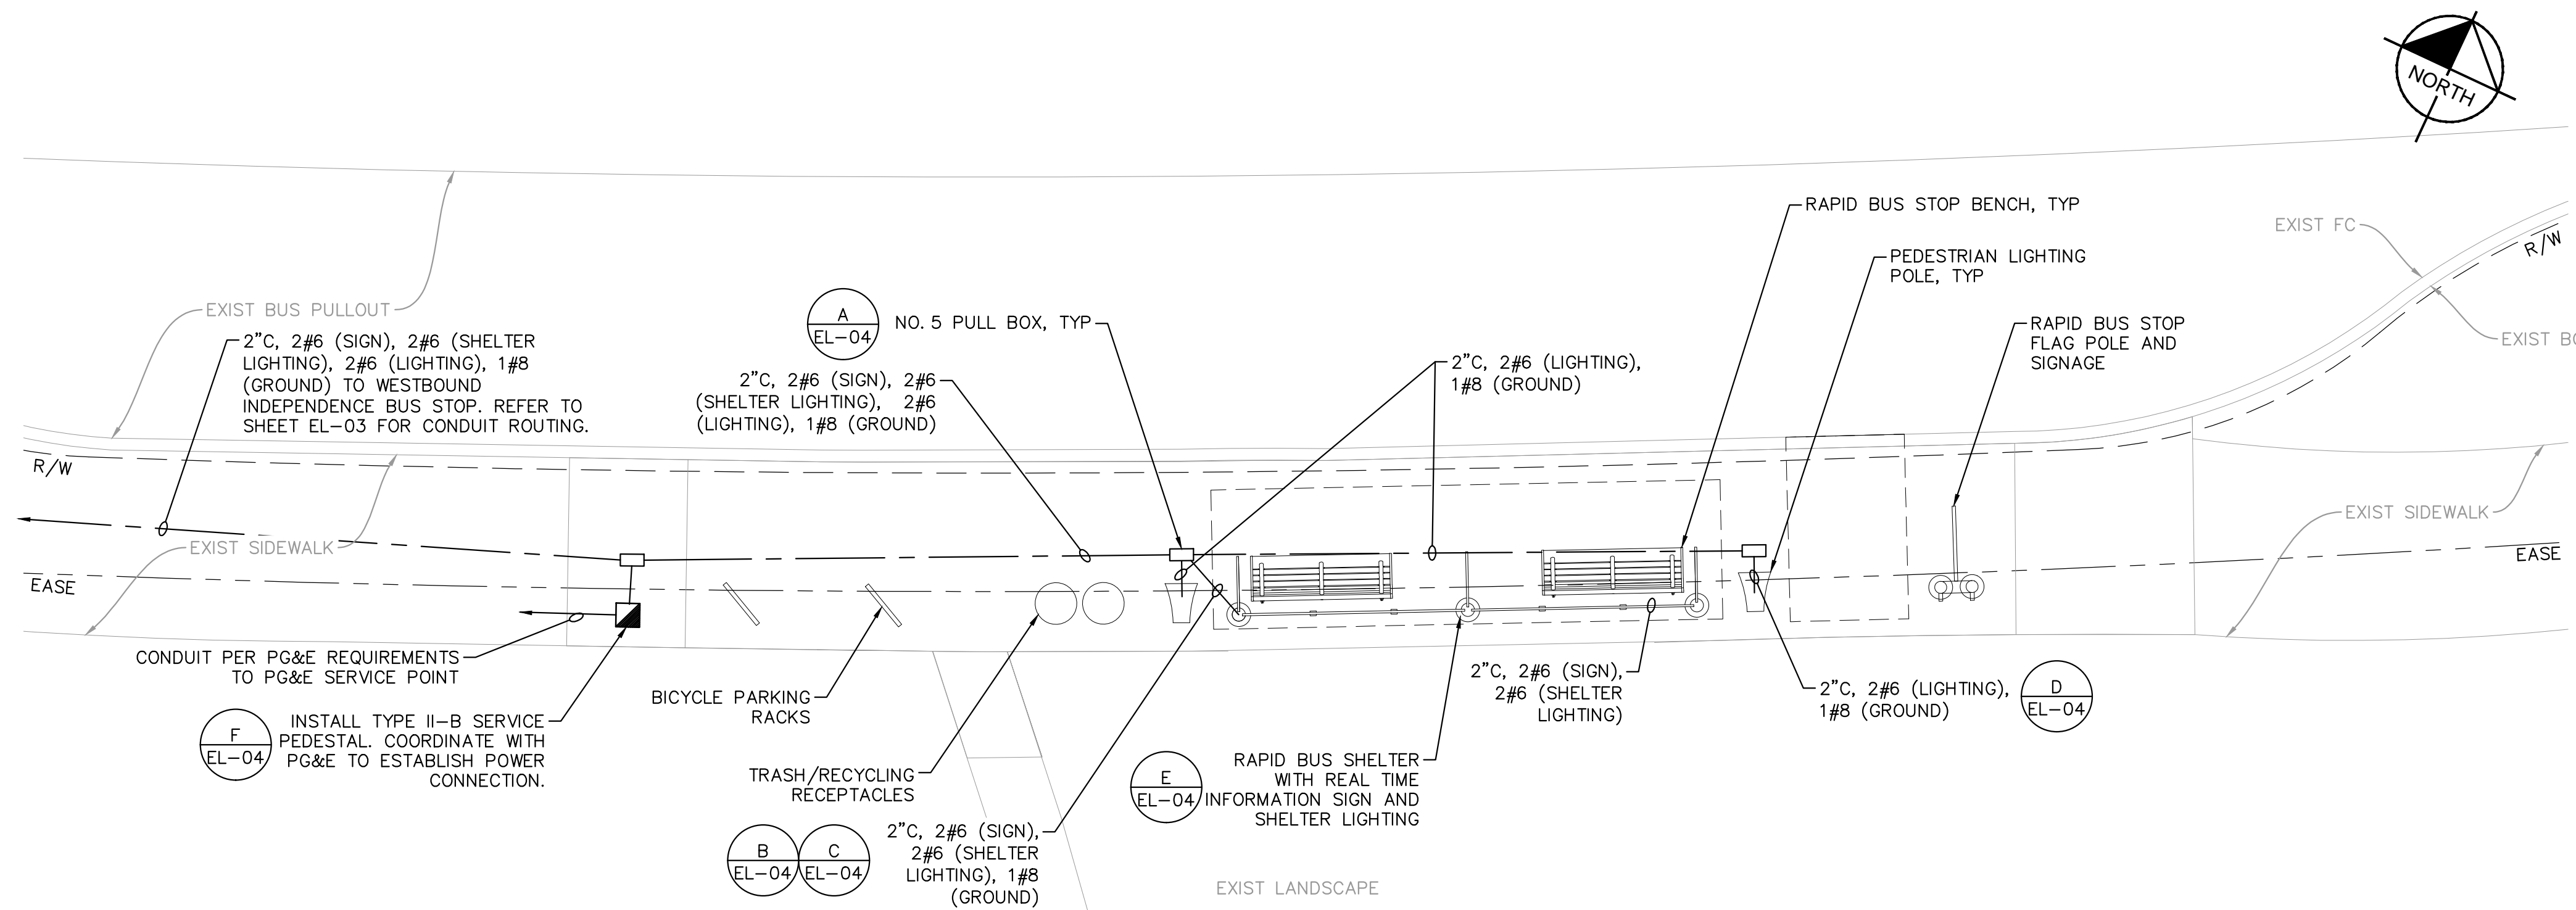 NORTH
RAPID BUS STOP BENCH, TYP
EXIST FC
R/W
PEDESTRIAN LIGHTING
POLE, TYP
EXIST BUS PULLOUT
A
EL-04
NO. 5 PULL BOX, TYP
RAPID BUS STOP
FLAG POLE AND
SIGNAGE
2"C, 2#6 (SIGN), 2#6 (SHELTER
LIGHTING), 2#6 (LIGHTING), 1#8
(GROUND) TO WESTBOUND
INDEPENDENCE BUS STOP. REFER TO
SHEET EL-03 FOR CONDUIT ROUTING.
2"C, 2#6 (SIGN), 2#6
(SHELTER LIGHTING), 2#6
(LIGHTING), 1#8 (GROUND)
2"C, 2#6 (LIGHTING),
1#8 (GROUND)
EXIST
R/W
EXIST SIDEWALK
EXIST SIDEWALK
EASE
EASE
CONDUIT PER PG&E REQUIREMENTS
TO PG&E SERVICE POINT
F
EL-04
INSTALL TYPE II-B SERVICE
PEDESTAL. COORDINATE WITH
PG&E TO ESTABLISH POWER
CONNECTION.
BICYCLE PARKING
RACKS
TRASH/RECYCLING
RECEPTACLES
B
EL-04
C
EL-04
2"C, 2#6 (SIGN),
2#6 (SHELTER
LIGHTING), 1#8
(GROUND)
E
EL-04
RAPID BUS SHELTER
WITH REAL TIME
INFORMATION SIGN AND
SHELTER LIGHTING
2"C, 2#6 (SIGN),
2#6 (SHELTER
LIGHTING)
2"C, 2#6 (LIGHTING),
1#8 (GROUND)
D
EL-04
EXIST LANDSCAPE